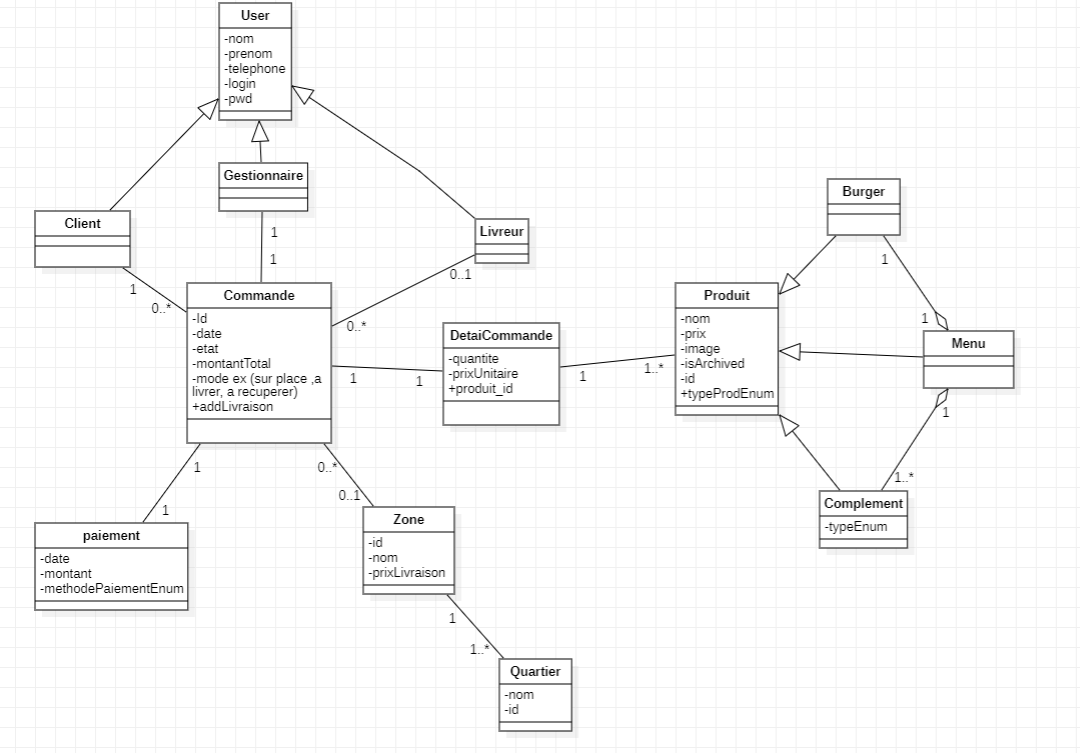 User
-nom
-prenom
-telephone
-login
-pwd
Gestionnaire
1
1
Client
1
0..*
Livreur
0..1
0..*
Commande
-Id
-date
-etat
-montantTotal
-mode ex (sur place ,a
livrer, a recuperer)
+addLivraison
1
1
DetaiCommande
-quantite
-prixUnitaire
+produit_id
1
1..*
Produit
-nom
-prix
-image
-isArchived
-id
+typeProdEnum
Burger
1
1
Menu
1
1..*
Complement
-typeEnum
1
1
paiement
-date
-montant
-methodePaiementEnum
0..*
0..1
Zone
-id
-nom
-prixLivraison
1
1..*
Quartier
-nom
-id